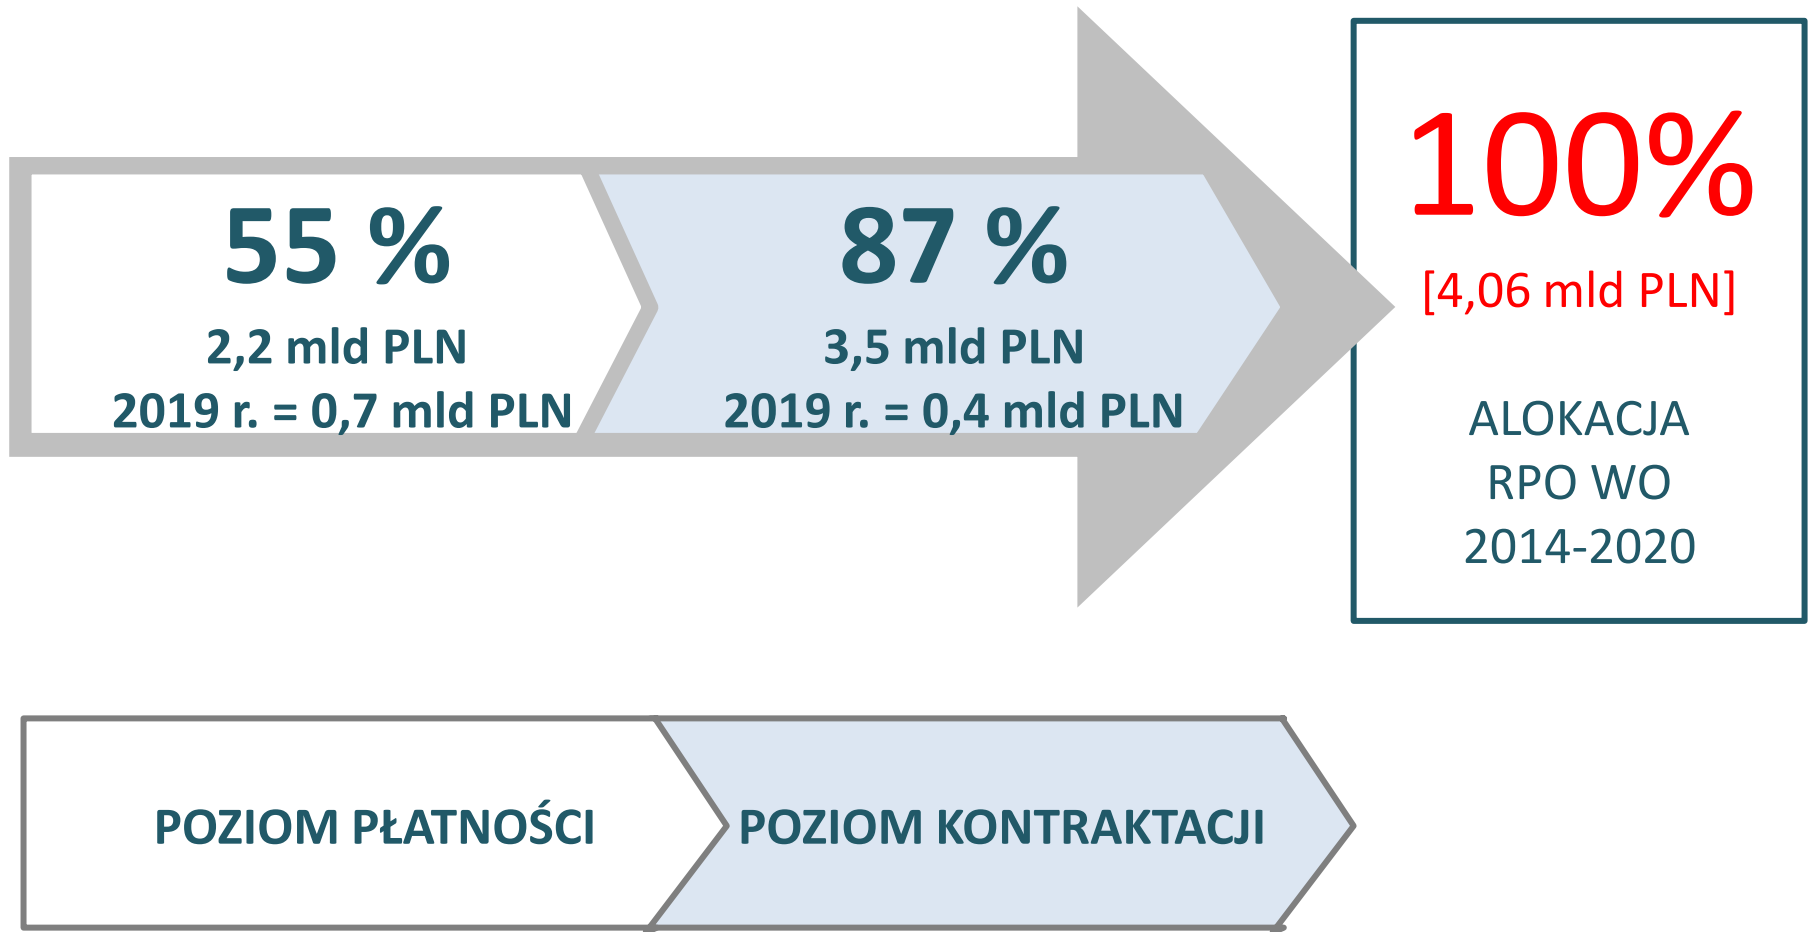 55 %
2,2 mld PLN
2019 r. = 0,7 mld PLN
87 %
3,5 mld PLN
2019 r. = 0,4 mld PLN
100%
[4,06 mld PLN]
ALOKACJA
RPO WO
2014-2020
POZIOM PŁATNOŚCI
POZIOM KONTRAKTACJI